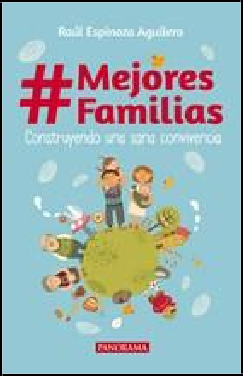 Raúl Espinoza Aguilera
#Mejores
Familias
Construyendo una sana convivencia
PANORAMA